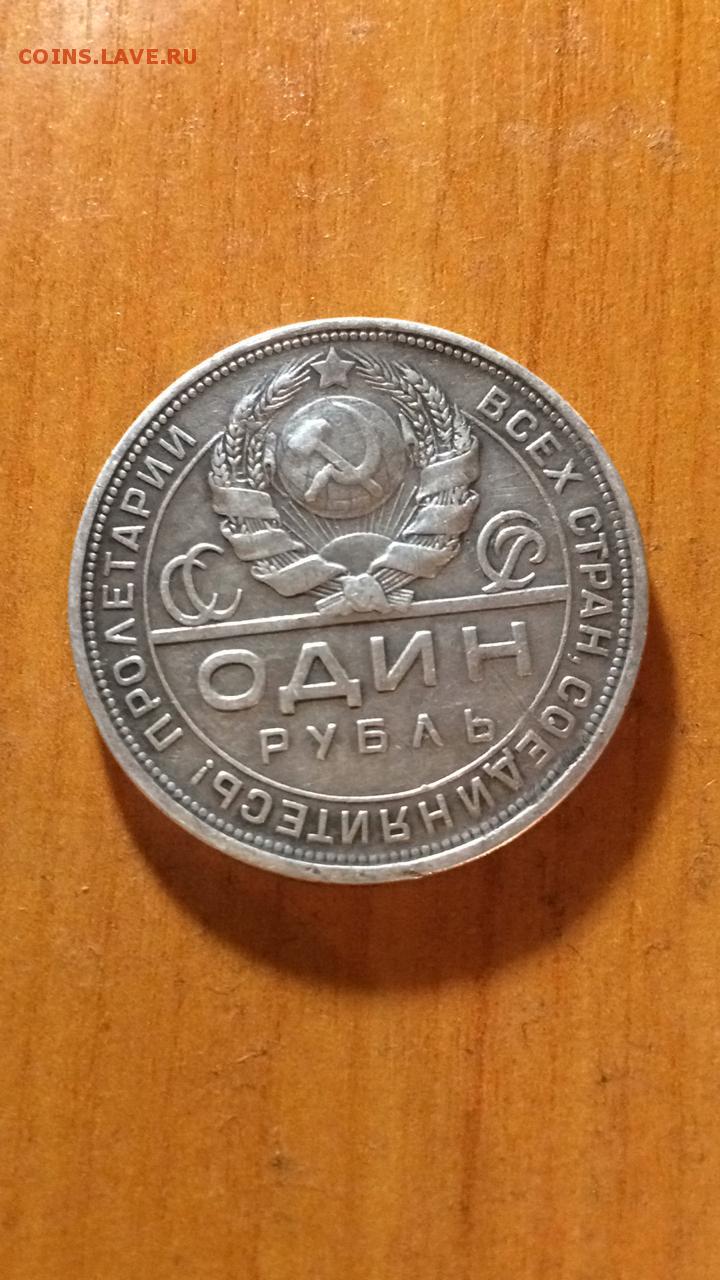 COINS.LAVE.RU
ПРОЛЕТАРИИ ВСЕХ СТРАН, СОЕДИНЯЙТЕСЬ!
СС СР
ОДИН
РУБЛЬ